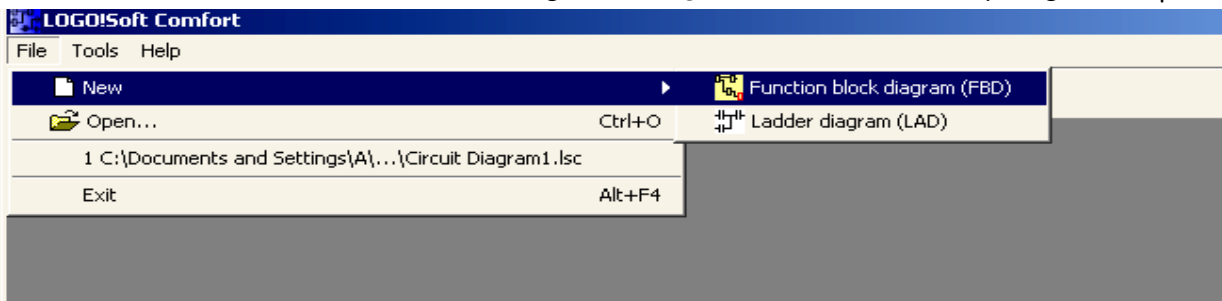 LOGO!Soft Comfort
File Tools Help
New
Function block diagram (FBD)
Open... Ctrl+O
Ladder diagram (LAD)
1 C:\Documents and Settings\A\...\Circuit Diagram1.lsc
Exit Alt+F4